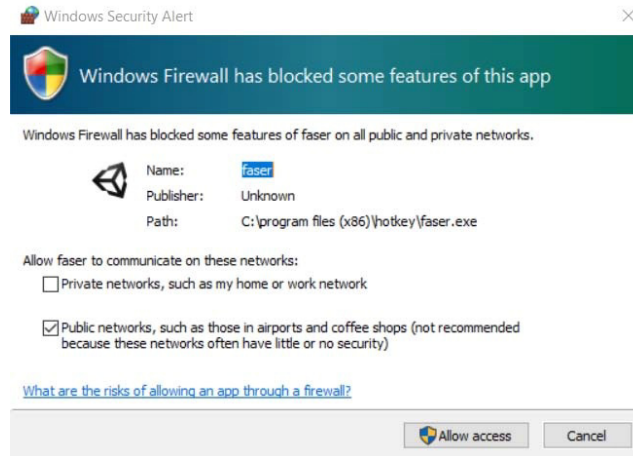 Windows Security Alert
Windows Firewall has blocked some features of this app
Windows Firewall has blocked some features of faser on all public and private networks.
Name: faser
Publisher: Unknown
Path: C:\program files (x86)\hotkey\faser.exe
Allow faser to communicate on these networks:
Private networks, such as my home or work network
Public networks, such as those in airports and coffee shops (not recommended
because these networks often have little or no security)
What are the risks of allowing an app through a firewall?
Allow access Cancel